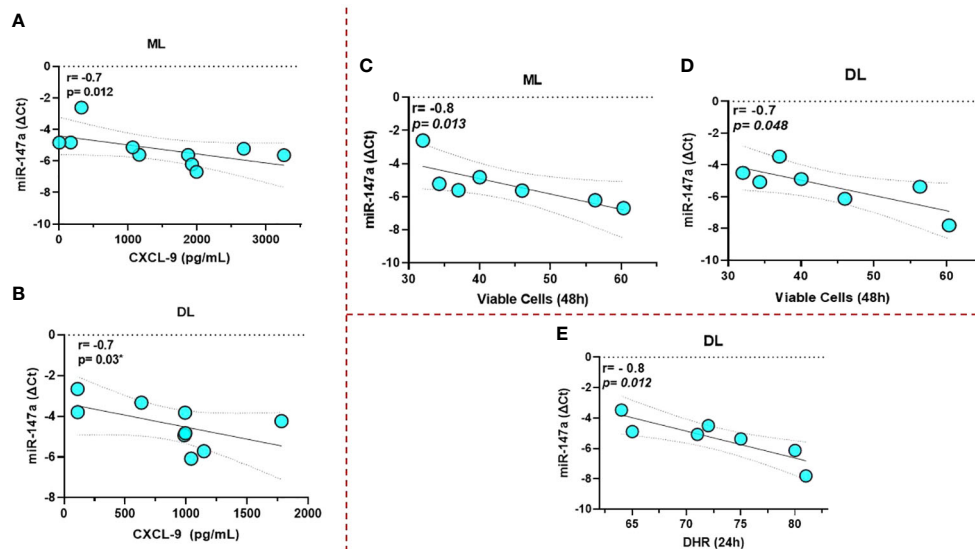 A
ML
r= -0.7
p= 0.012
0
-2
-4
-6
-8
-10
miR-147a (ΔCt)
0 1000 2000 3000
CXCL-9 (pg/mL)
B
DL
r= -0.7
p= 0.03*
0
-2
-4
-6
-8
miR-147a (ΔCt)
0 500 1000 1500 2000
CXCL-9 (pg/mL)
C
ML
r= -0.8
p= 0.013
0
-2
-4
-6
-8
-10
miR-147a (ΔCt)
30 40 50 60
Viable Cells (48h)
D
DL
r= -0.7
p= 0.048
0
-2
-4
-6
-8
-10
miR-147a (ΔCt)
30 40 50 60
Viable Cells (48h)
E
DL
r= - 0.8
p= 0.012
0
-2
-4
-6
-8
-10
miR-147a (ΔCt)
65 70 75 80
DHR (24h)